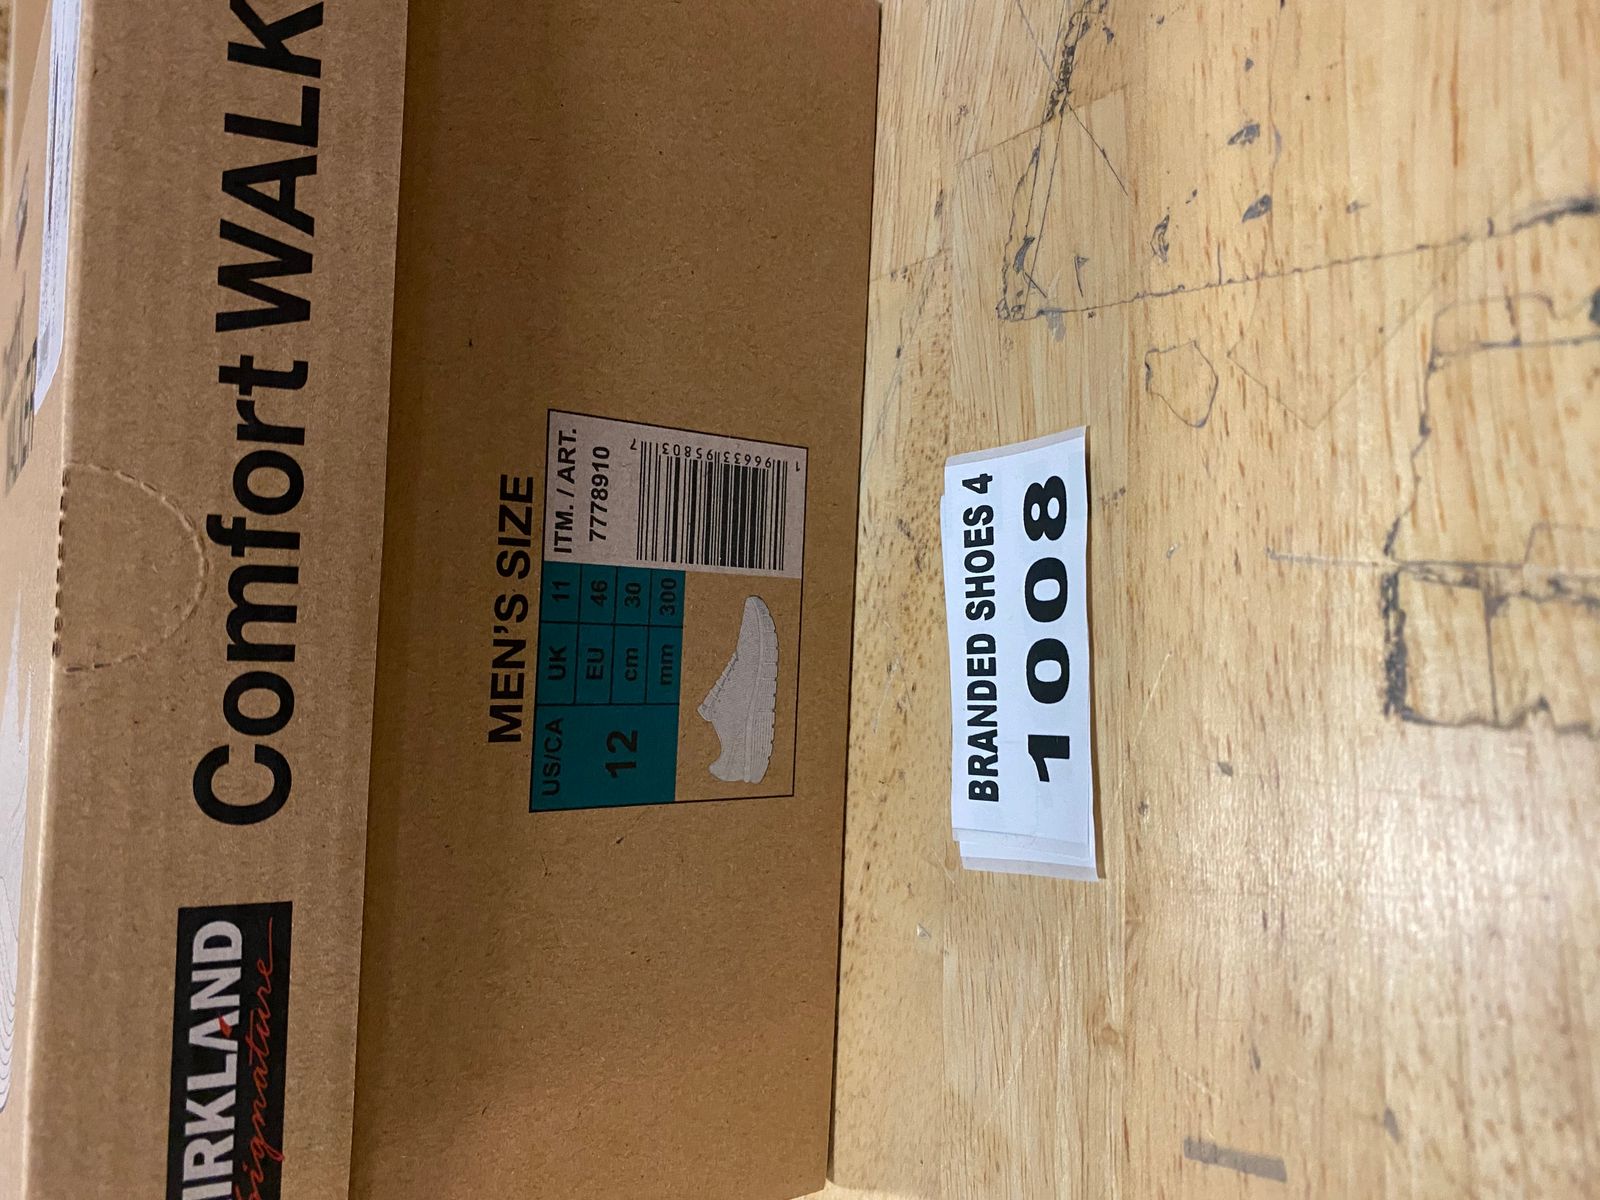 KIRKLAND
Signature
Comfort WALK
MEN'S SIZE
US/CA UK 11
12 EU 46
cm 30
mm 300
ITM. / ART.
7778910
1 96633 95803 7
BRANDED SHOES 4
1008